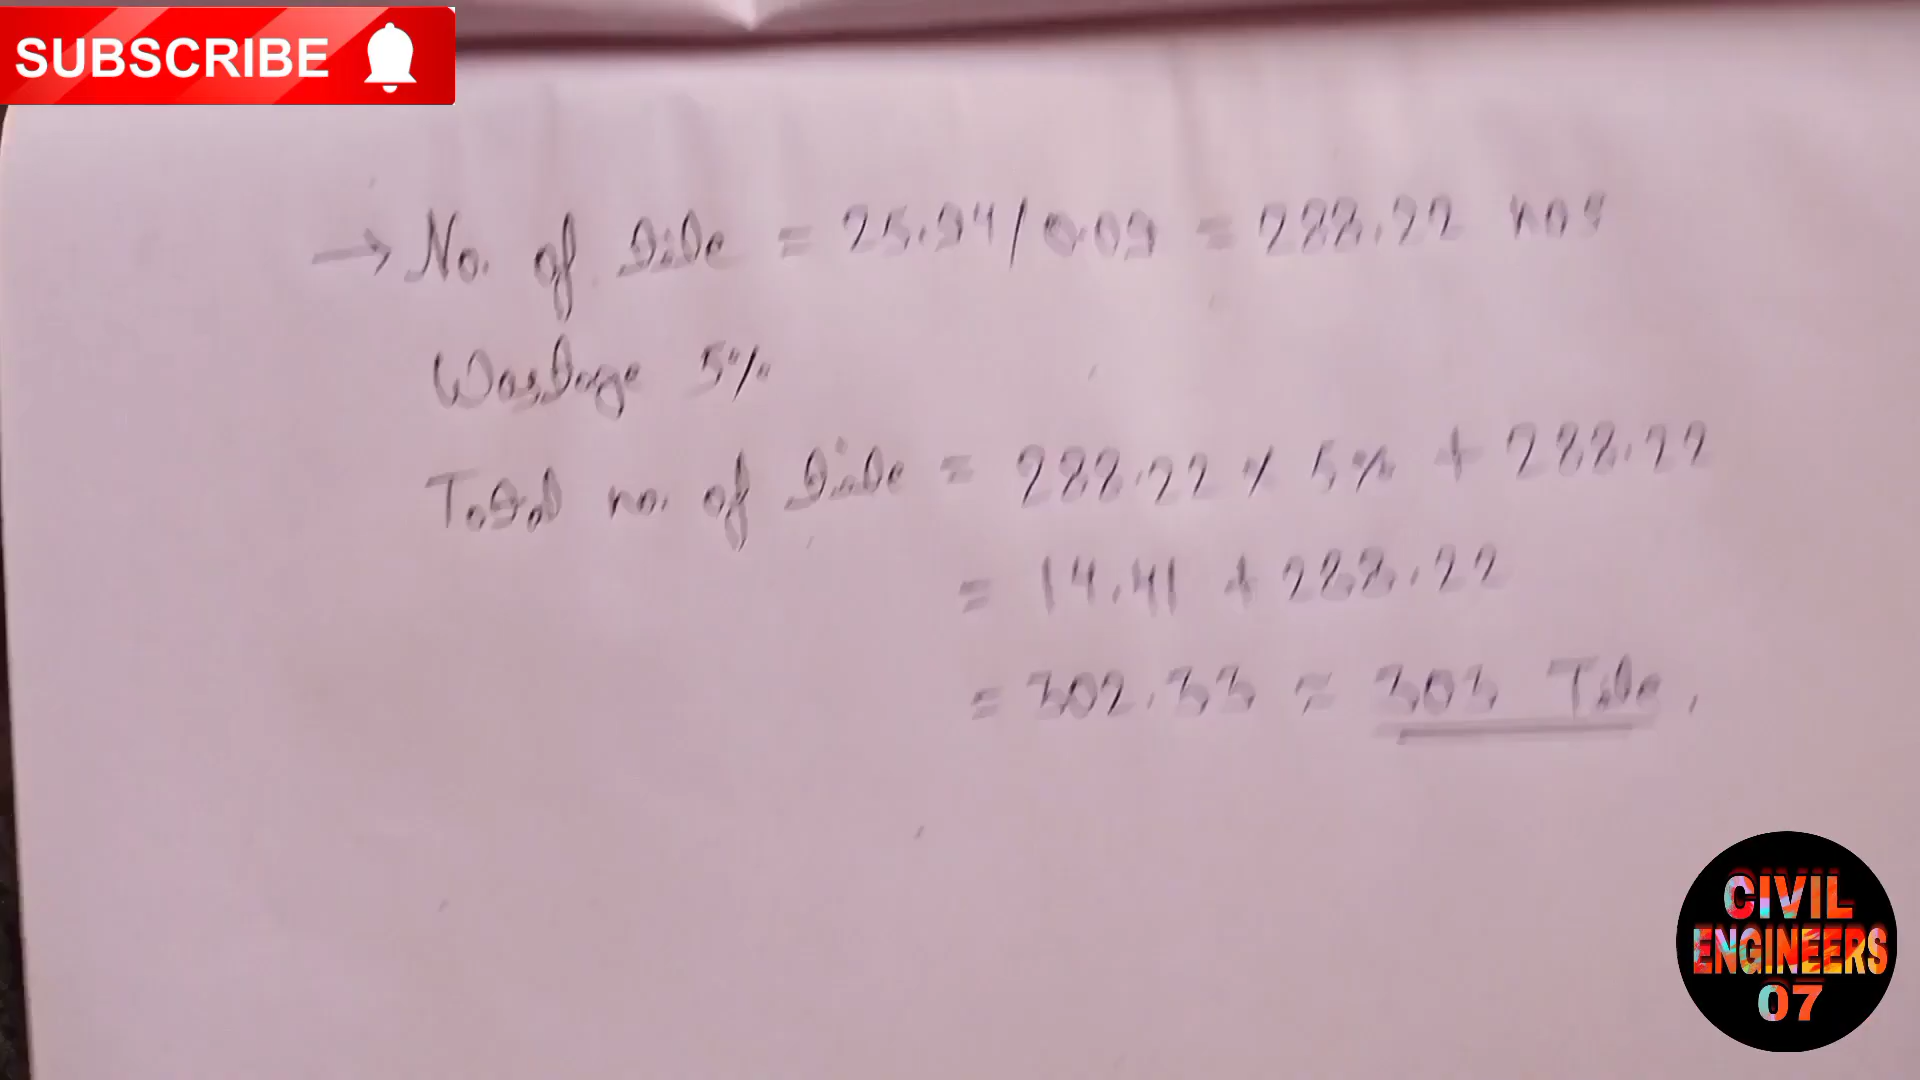 SUBSCRIBE
→ No. of tile = 25.94/0.09 = 288.22 nos
Wastage 5%
Total no. of tile = 288.22 x 5% + 288.22
= 14.41 + 288.22
= 302.33 ≈ 303 Tile.
CIVIL
ENGINEERS
07